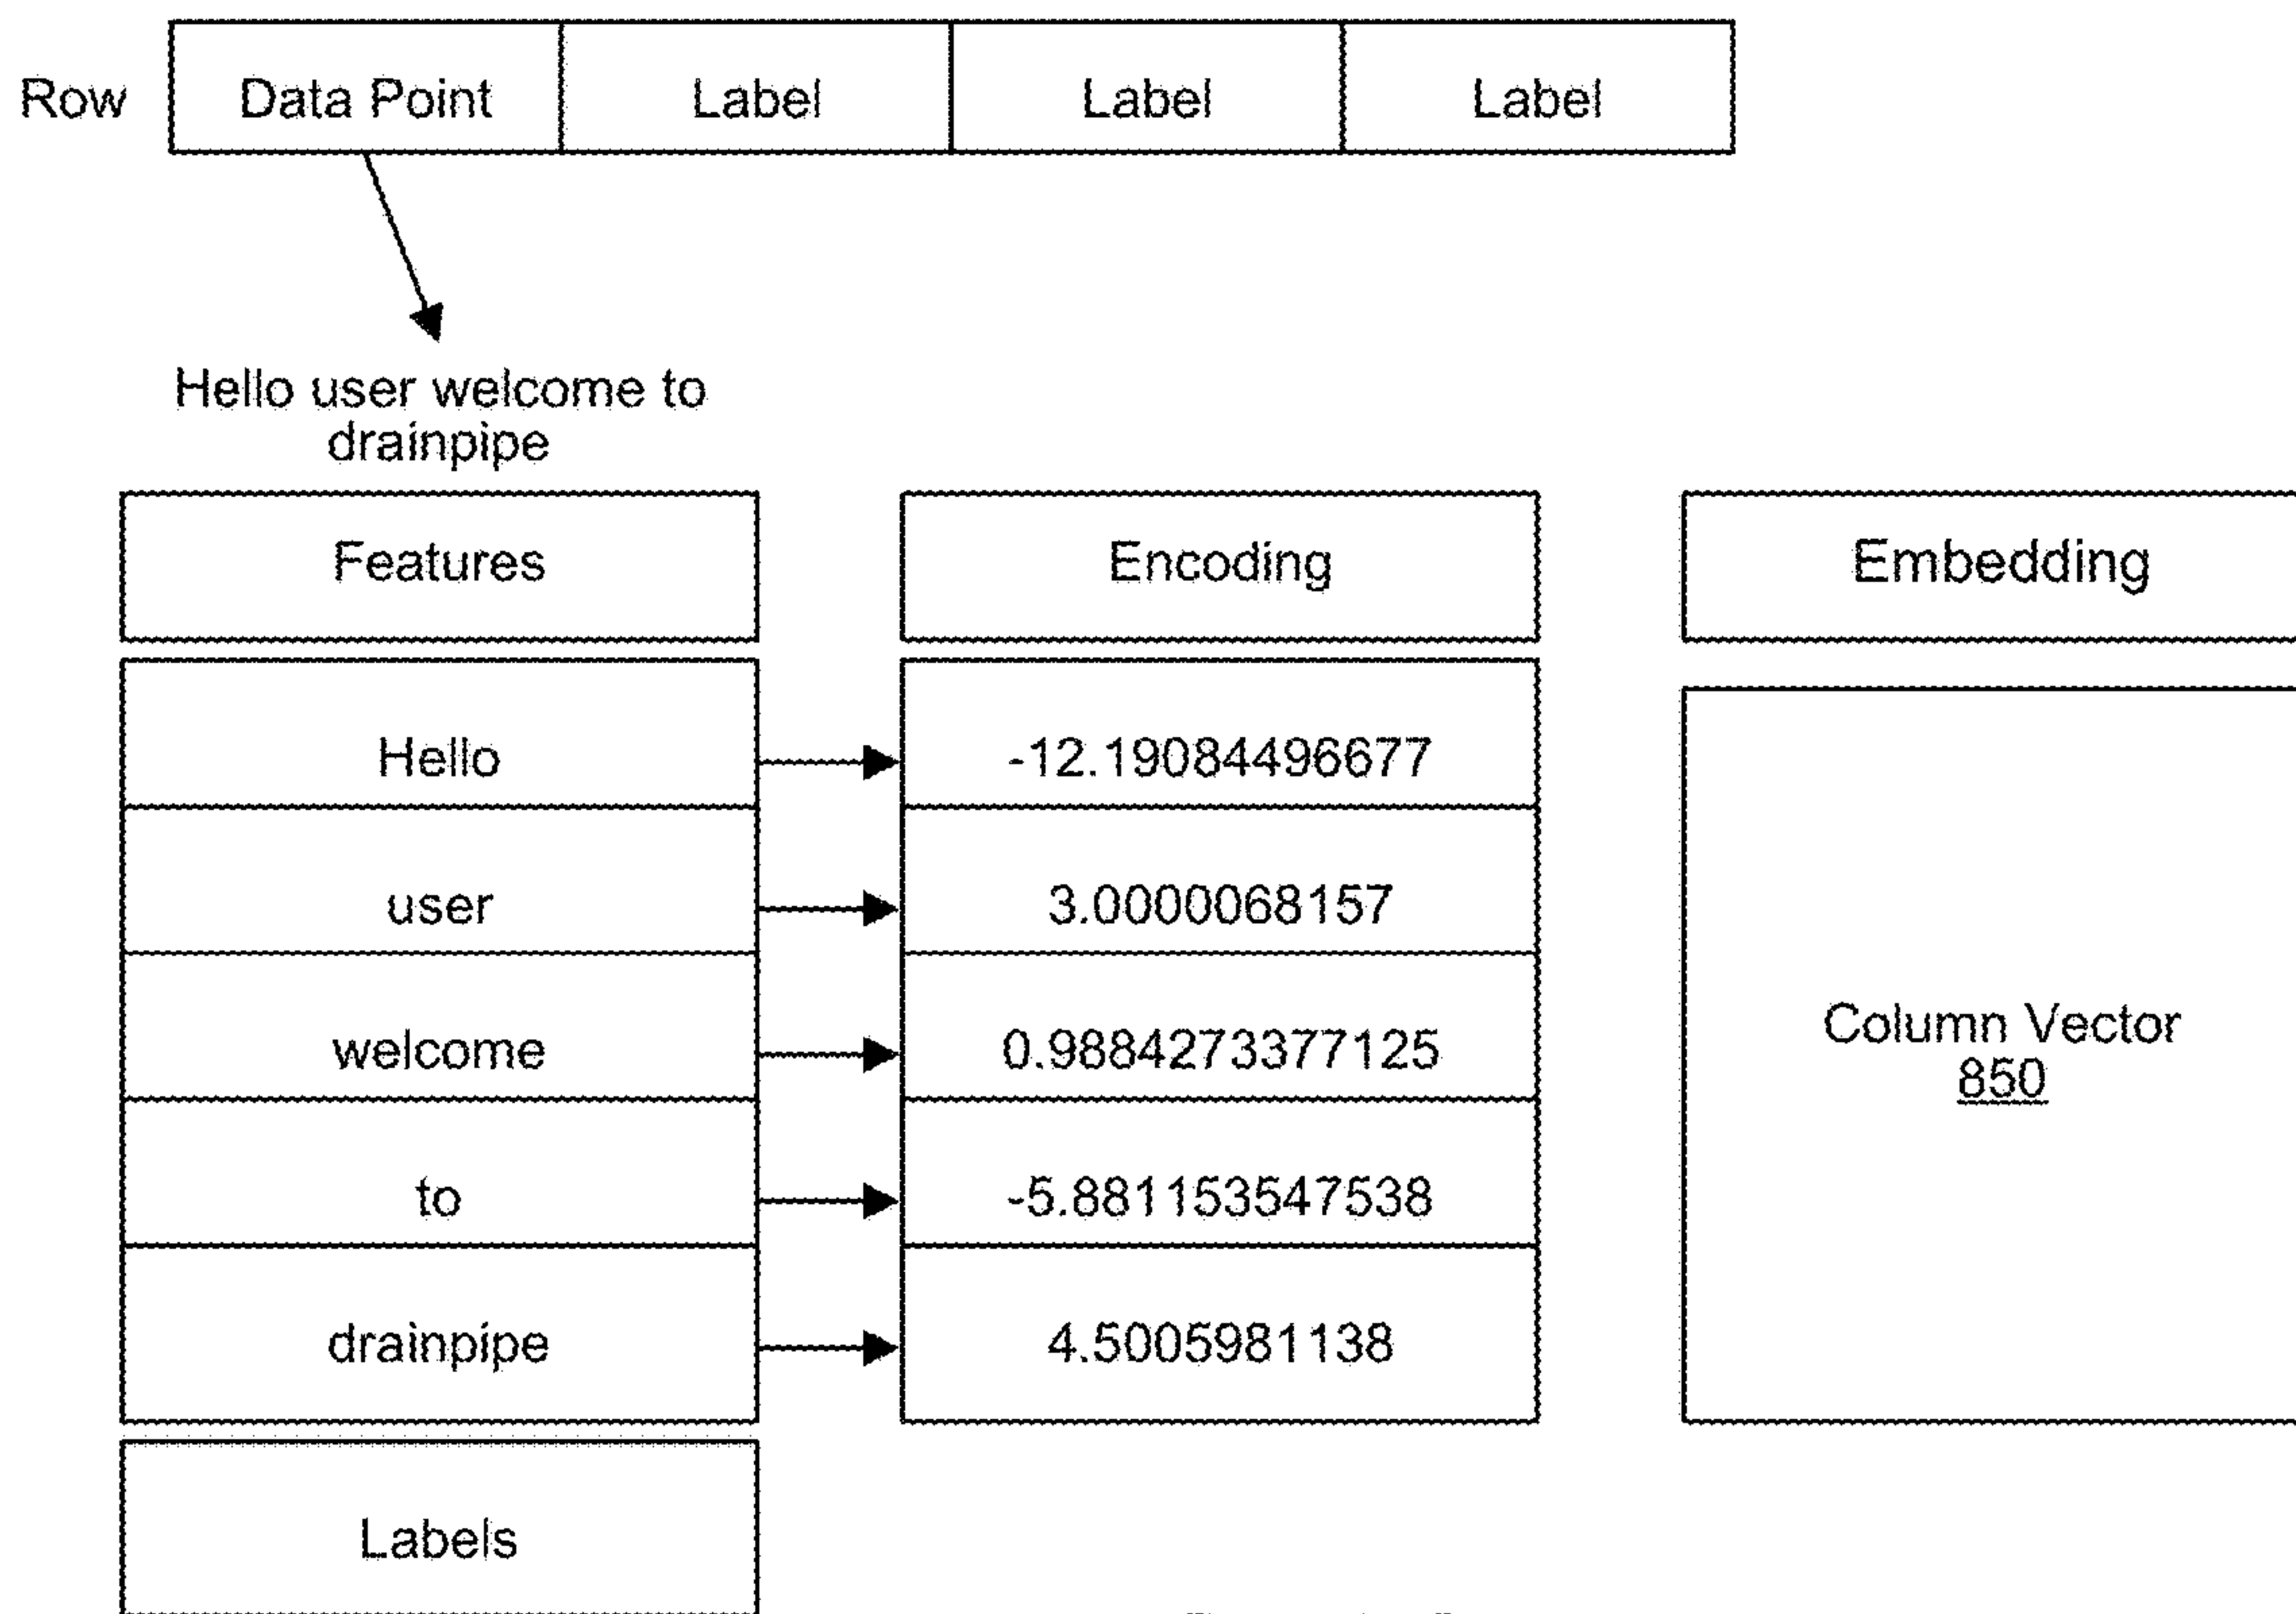 Row Data Point Label Label Label
Hello user welcome to
drainpipe
Features Encoding Embedding
Hello -12.19084496677
user 3.0000068157
welcome 0.9884273377125
Column Vector
850
to -5.881153547538
drainpipe 4.5005981138
Labels